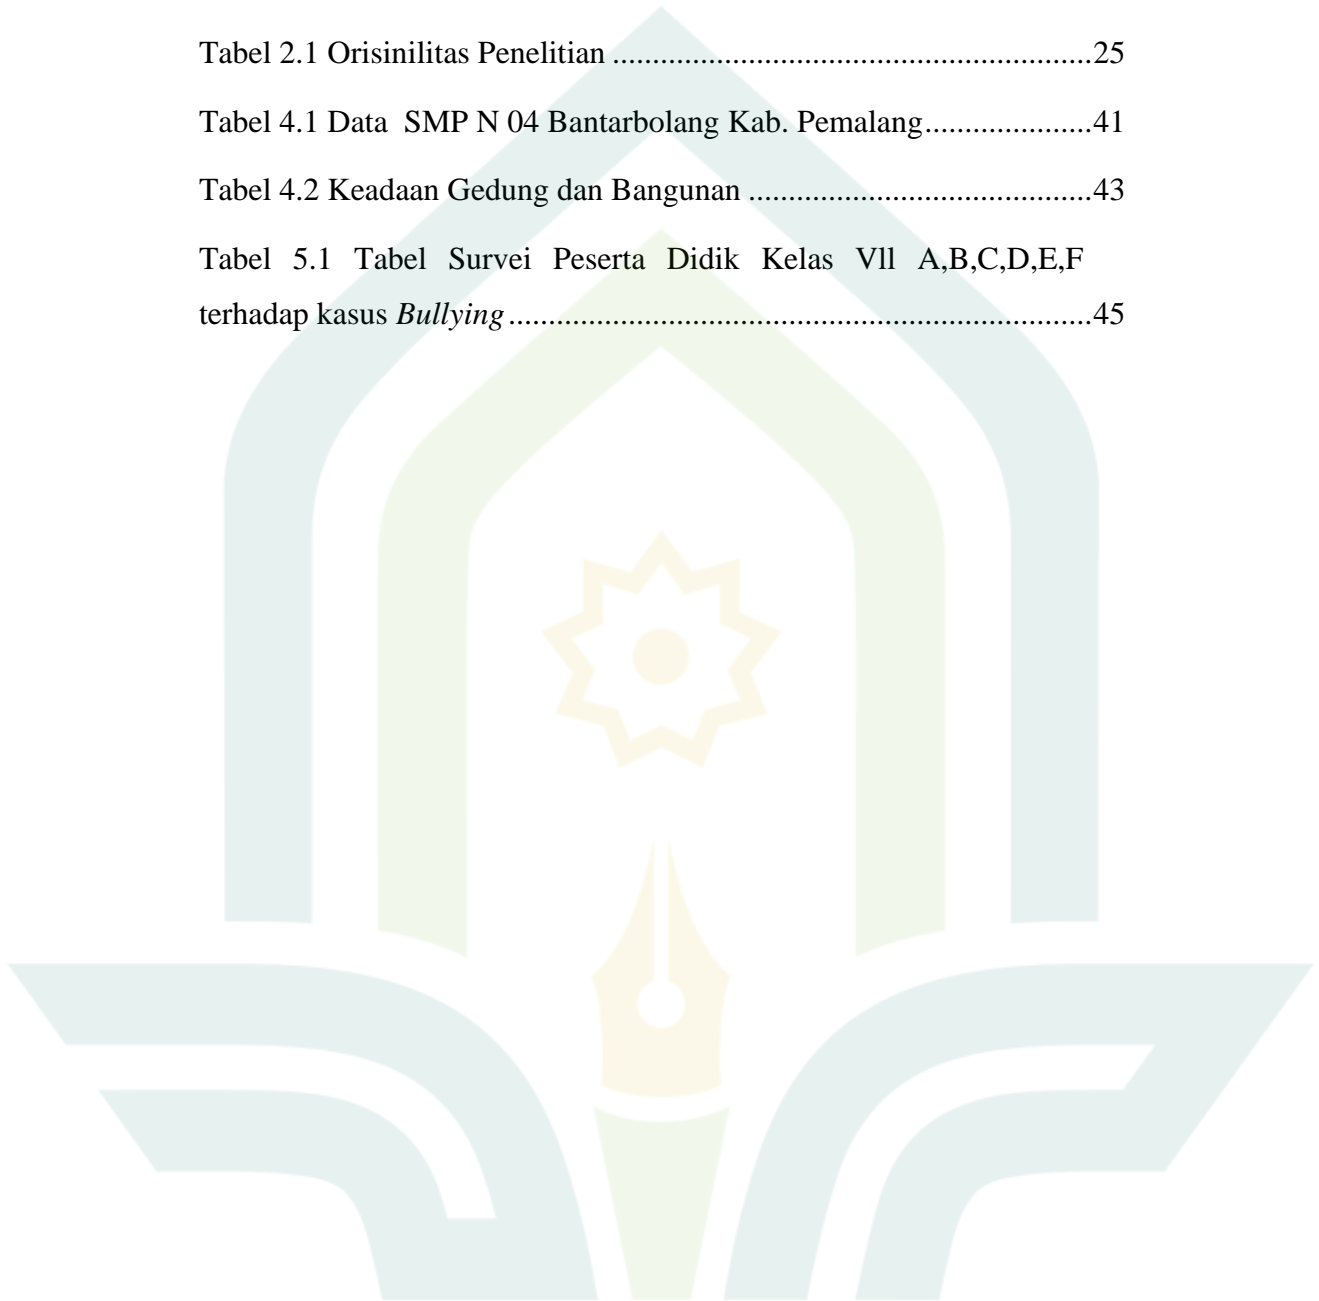 Tabel 2.1 Orisinilitas Penelitian ............................................................25
Tabel 4.1 Data  SMP N 04 Bantarbolang Kab. Pemalang.....................41
Tabel 4.2 Keadaan Gedung dan Bangunan ...........................................43
Tabel 5.1 Tabel Survei Peserta Didik Kelas Vll A,B,C,D,E,F
terhadap kasus Bullying.........................................................................45